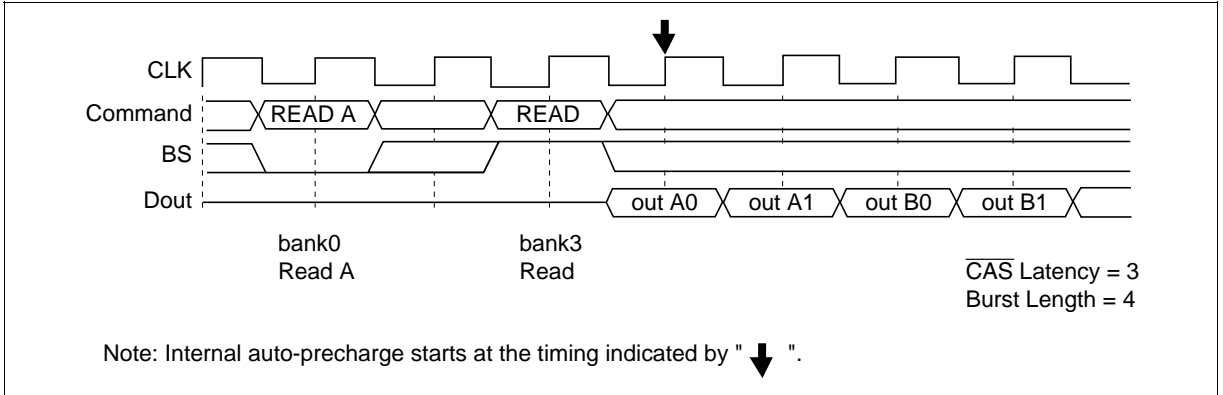 CLK
Command READ A READ
BS
Dout out A0 out A1 out B0 out B1
bank0 bank3
Read A Read
CAS Latency = 3
Burst Length = 4
Note: Internal auto-precharge starts at the timing indicated by " ".